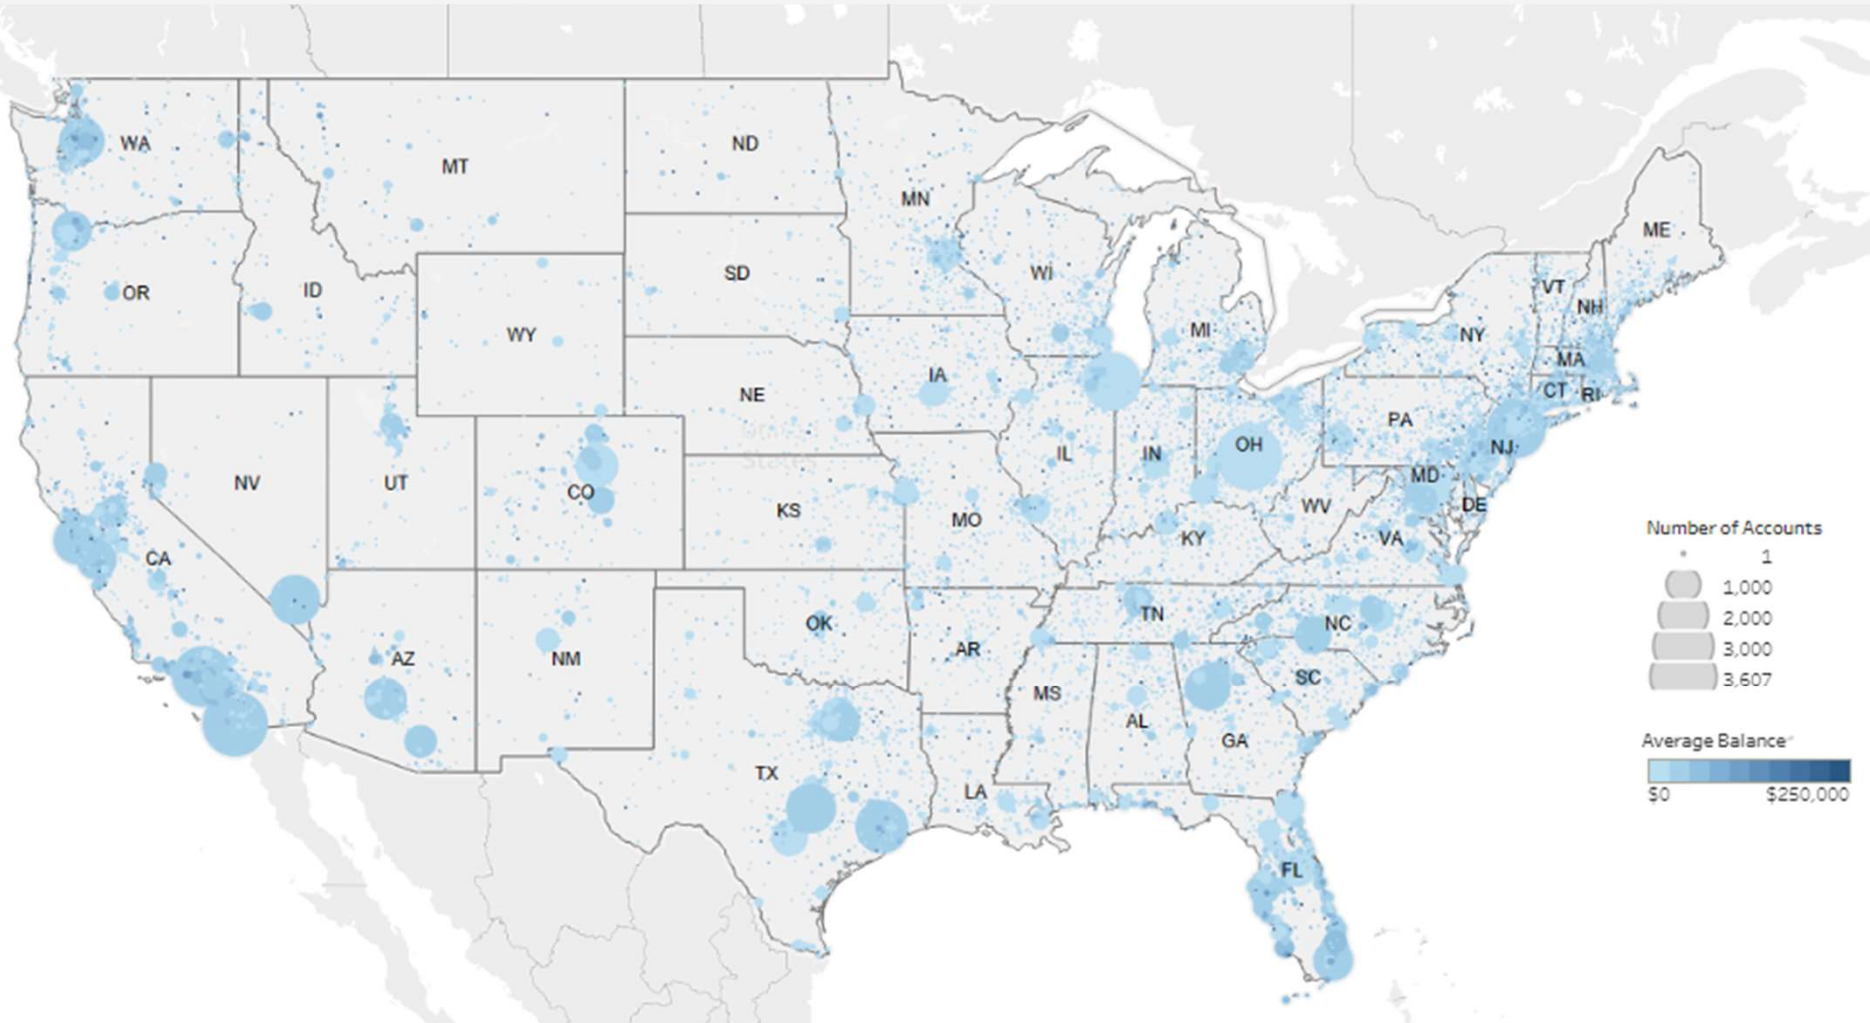 WA
MT
ND
MN
ME
OR
ID
SD
WI
VT
NH
WY
MI
NY
MA
IA
NE
CT
RI
PA
OH
NJ
United
States
IL
IN
MD
NV
UT
CO
DE
KS
MO
WV
VA
KY
CA
TN
OK
NC
AZ
NM
AR
SC
MS
AL
GA
TX
LA
FL
Number of Accounts
1
1,000
2,000
3,000
3,607
Average Balance
$0 $250,000